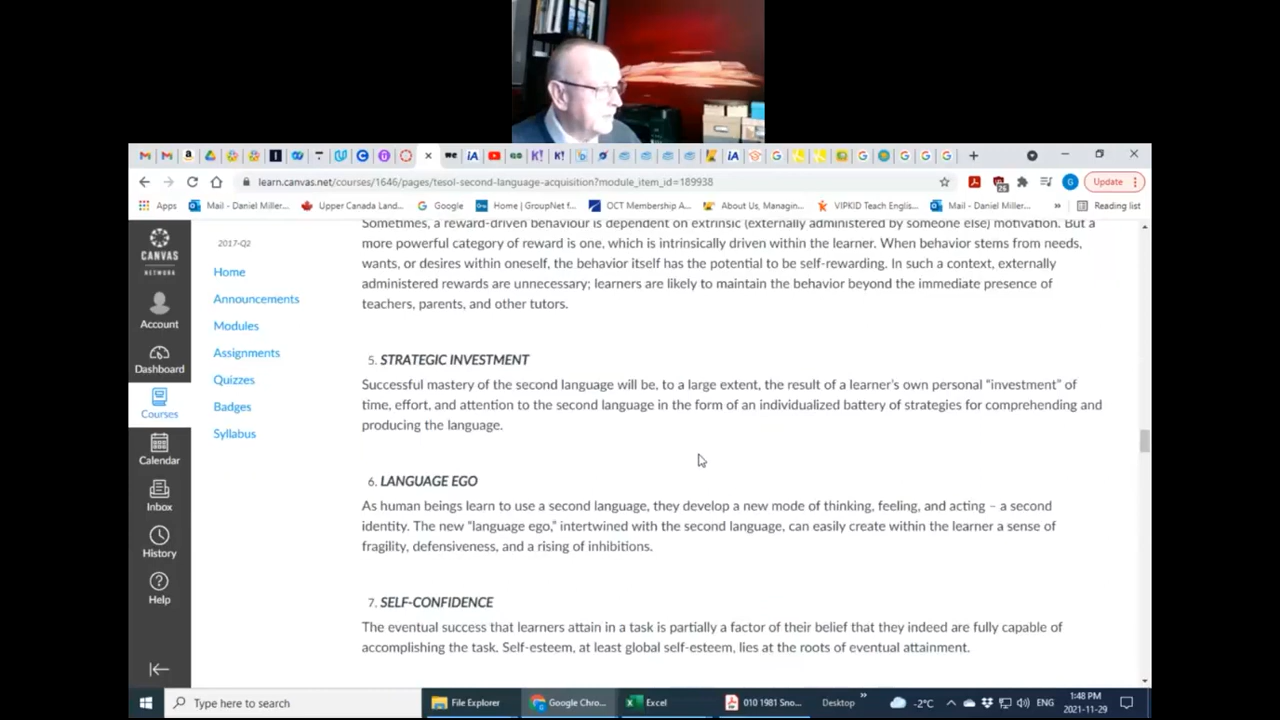 learn.canvas.net/courses/1646/pages/tesol-second-language-acquisition?module_item_id=189938
Update
Apps
Mail - Daniel Miller...
Upper Canada Land...
Google
Home | GroupNet f...
OCT Membership A...
About Us, Managin...
VIPKID Teach Englis...
Mail - Daniel Miller...
»
Reading list
CANVAS
NETWORK
Account
Dashboard
Courses
Calendar
Inbox
History
Help
2017-Q2
Home
Announcements
Modules
Assignments
Quizzes
Badges
Syllabus
Sometimes, a reward-driven behaviour is dependent on extrinsic (externally administered by someone else) motivation. But a
more powerful category of reward is one, which is intrinsically driven within the learner. When behavior stems from needs,
wants, or desires within oneself, the behavior itself has the potential to be self-rewarding. In such a context, externally
administered rewards are unnecessary; learners are likely to maintain the behavior beyond the immediate presence of
teachers, parents, and other tutors.
5. STRATEGIC INVESTMENT
Successful mastery of the second language will be, to a large extent, the result of a learner's own personal "investment" of
time, effort, and attention to the second language in the form of an individualized battery of strategies for comprehending and
producing the language.
6. LANGUAGE EGO
As human beings learn to use a second language, they develop a new mode of thinking, feeling, and acting – a second
identity. The new "language ego," intertwined with the second language, can easily create within the learner a sense of
fragility, defensiveness, and a rising of inhibitions.
7. SELF-CONFIDENCE
The eventual success that learners attain in a task is partially a factor of their belief that they indeed are fully capable of
accomplishing the task. Self-esteem, at least global self-esteem, lies at the roots of eventual attainment.
Type here to search
File Explorer
Google Chro...
Excel
010 1981 Sno...
Desktop
»
-2°C
ENG
1:48 PM
2021-11-29